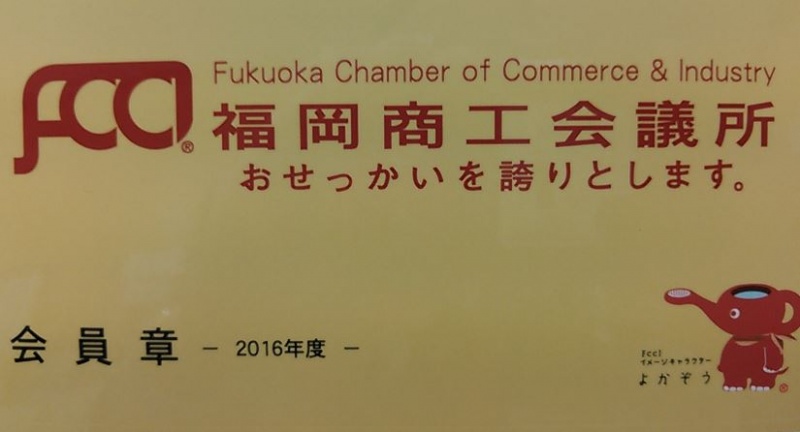 Fukuoka Chamber of Commerce & Industry
FCCI®福岡商工会議所
おせっかいを誇りとします。
会員章 － 2016年度 －
FCCI
イメージキャラクター
よかぞう ®